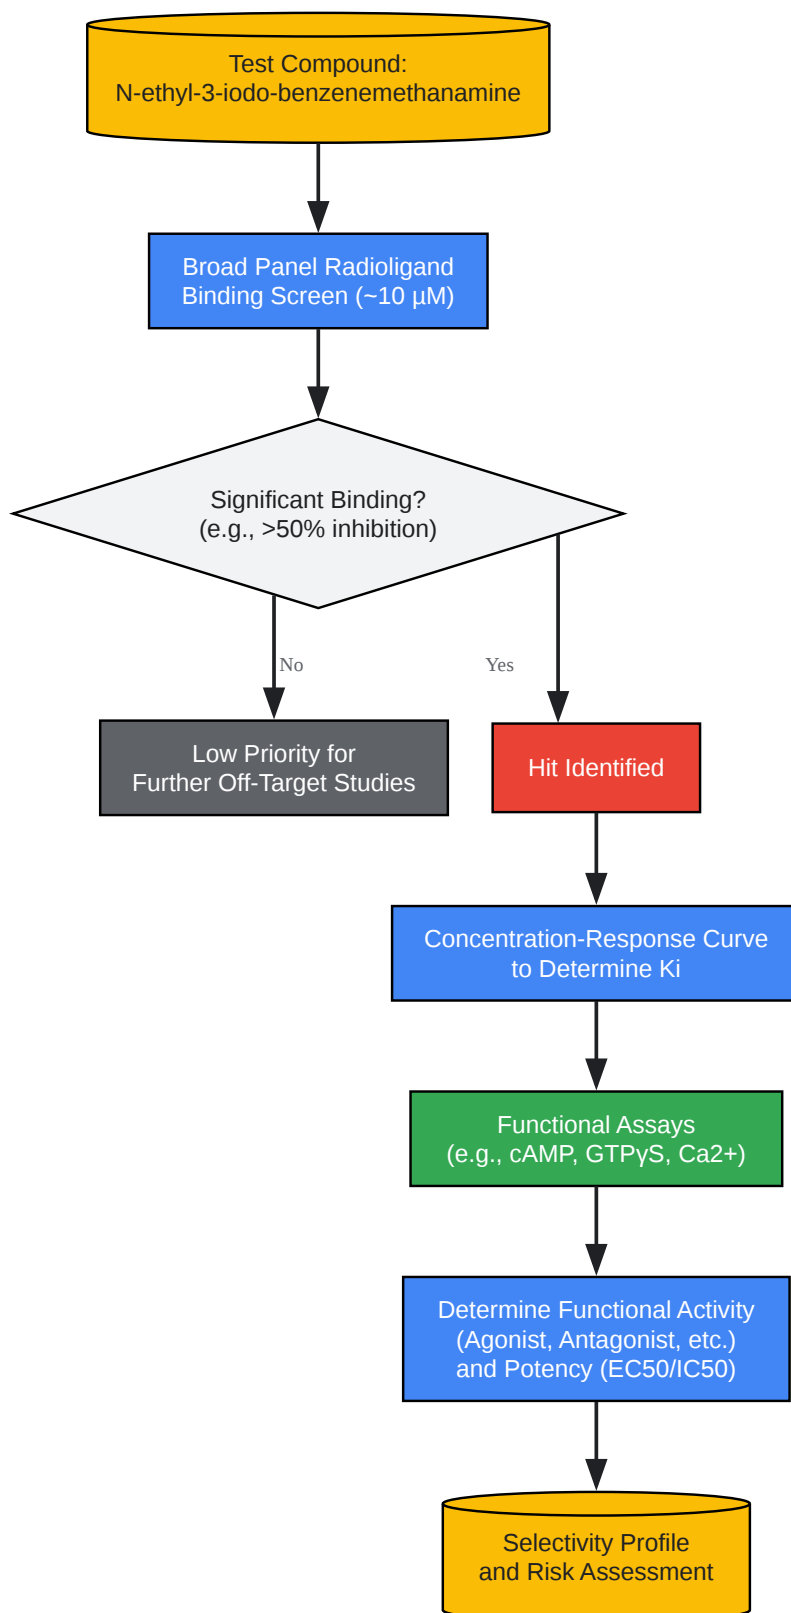 Test Compound:
N-ethyl-3-iodo-benzenemethanamine
Broad Panel Radioligand
Binding Screen (~10 µM)
Significant Binding?
(e.g., >50% inhibition)
No
Yes
Low Priority for
Further Off-Target Studies
Hit Identified
Concentration-Response Curve
to Determine Ki
Functional Assays
(e.g., cAMP, GTPγS, Ca2+)
Determine Functional Activity
(Agonist, Antagonist, etc.)
and Potency (EC50/IC50)
Selectivity Profile
and Risk Assessment